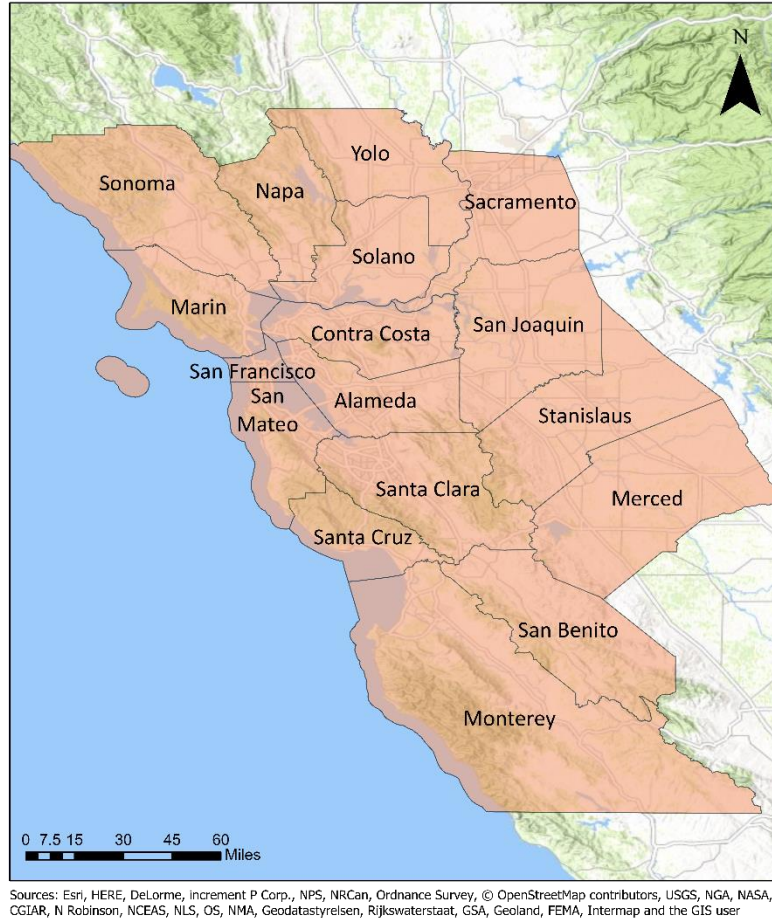 N
Yolo
Sonoma
Napa
Sacramento
Solano
Marin
Contra Costa
San Joaquin
San Francisco
San
Mateo
Alameda
Stanislaus
Santa Clara
Merced
Santa Cruz
San Benito
Monterey
0 7.5 15 30 45 60
Miles
Sources: Esri, HERE, DeLorme, increment P Corp., NPS, NRCan, Ordnance Survey, © OpenStreetMap contributors, USGS, NGA, NASA,
CGIAR, N Robinson, NCEAS, NLS, OS, NMA, Geodatastyrelsen, Rijkswaterstaat, GSA, Geoland, FEMA, Intermap and the GIS user